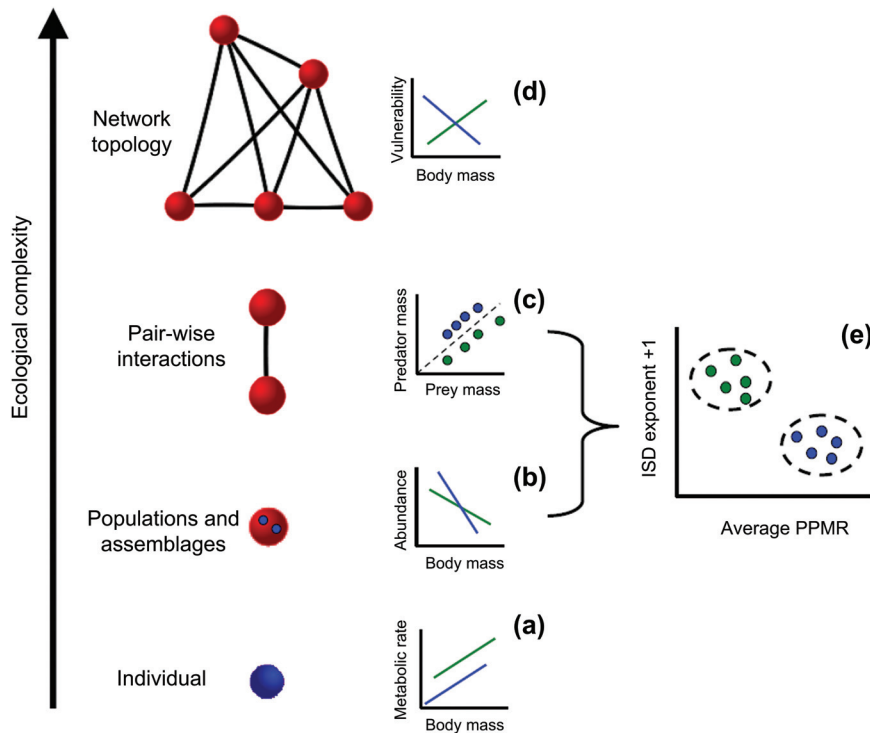 Ecological complexity
Network
topology
Vulnerability
Body mass
(d)
Pair-wise
interactions
Predator mass
Prey mass
(c)
Populations and
assemblages
Abundance
Body mass
(b)
Individual
Metabolic rate
Body mass
(a)
ISD exponent +1
Average PPMR
(e)